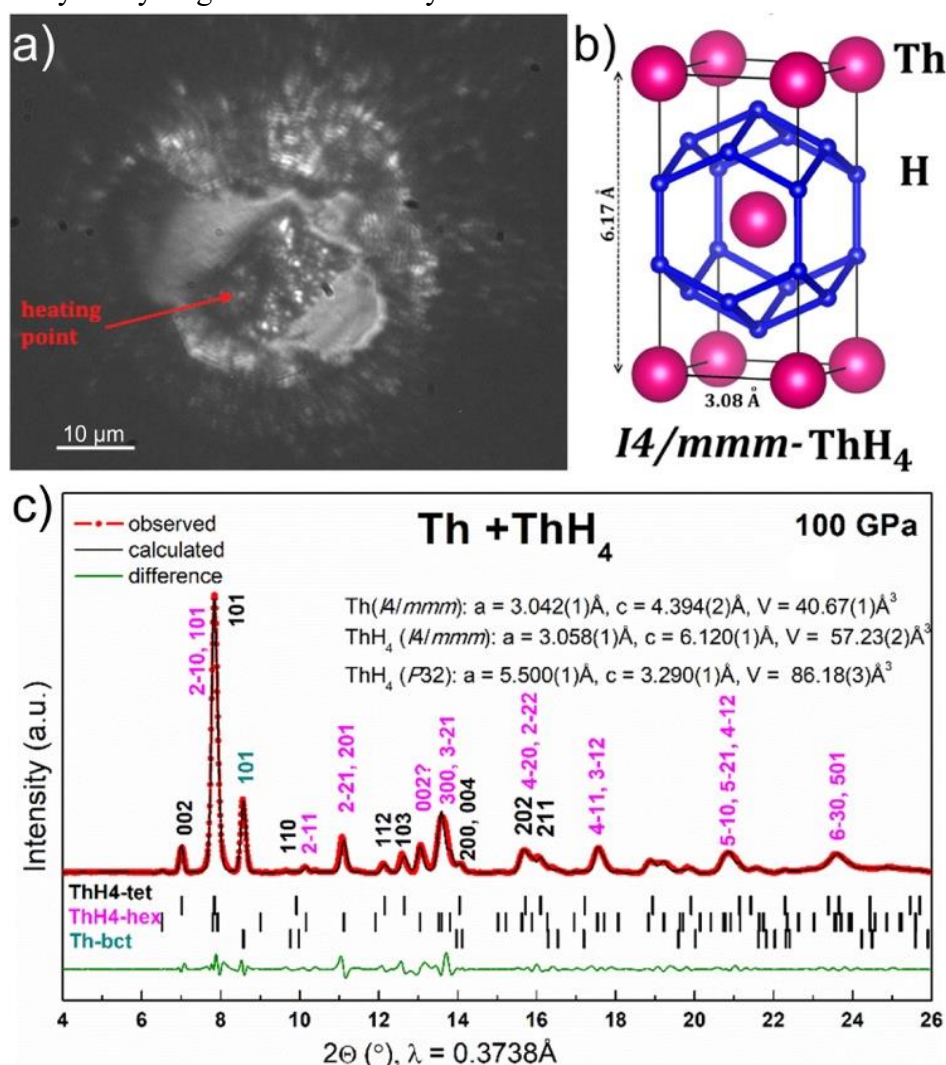 a)
heating
point
10 μm
b)
Th
H
6.17 Å
3.08 Å
I4/mmm-ThH₄
c)
observed
calculated
difference
Th +ThH₄
100 GPa
Th(I4/mmm): a = 3.042(1)Å, c = 4.394(2)Å, V = 40.67(1)Å³
ThH₄ (I4/mmm): a = 3.058(1)Å, c = 6.120(1)Å, V = 57.23(2)Å³
ThH₄ (P32): a = 5.500(1)Å, c = 3.290(1)Å, V = 86.18(3)Å³
002
2-10, 101
101
101
110
2-11
2-21, 201
112
103
002?
300, 3-21
200, 004
202
211
4-20, 2-22
4-11, 3-12
5-10, 5-21, 4-12
6-30, 501
Intensity (a.u.)
ThH4-tet
ThH4-hex
Th-bct
4 6 8 10 12 14 16 18 20 22 24 26
2Θ (°), λ = 0.3738Å